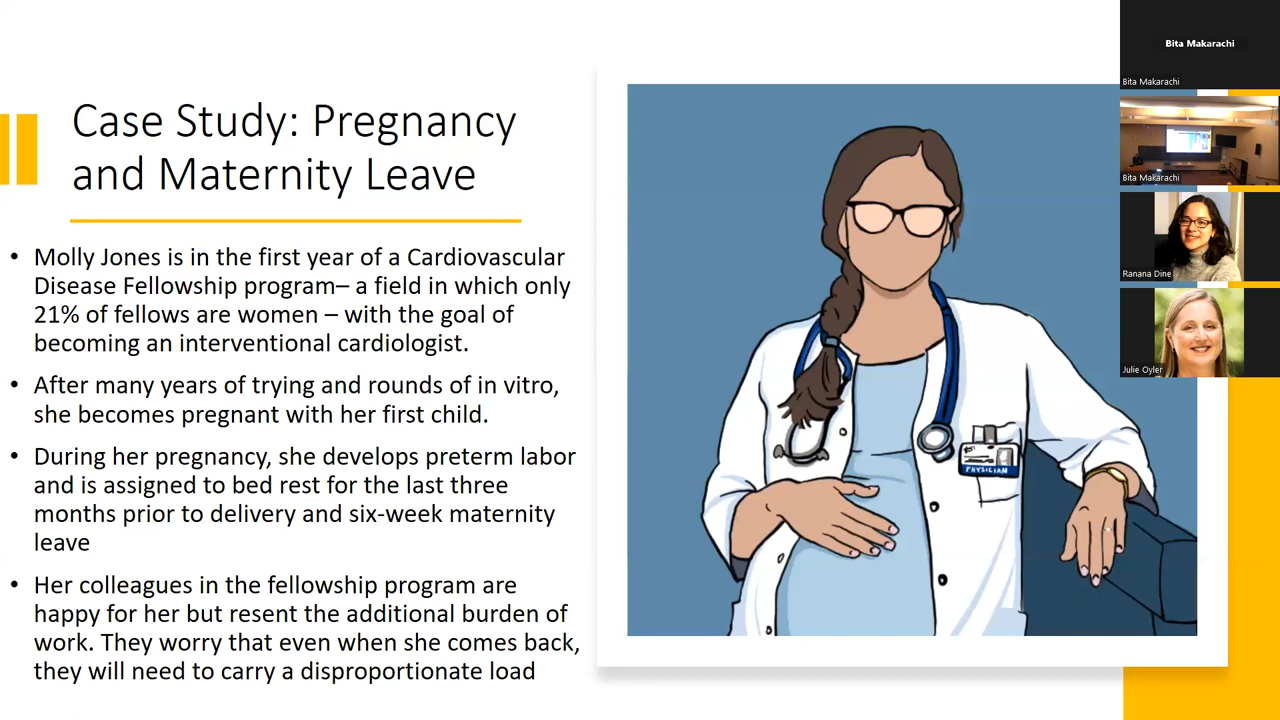 Case Study: Pregnancy
and Maternity Leave
• Molly Jones is in the first year of a Cardiovascular
Disease Fellowship program– a field in which only
21% of fellows are women – with the goal of
becoming an interventional cardiologist.
• After many years of trying and rounds of in vitro,
she becomes pregnant with her first child.
• During her pregnancy, she develops preterm labor
and is assigned to bed rest for the last three
months prior to delivery and six-week maternity
leave
• Her colleagues in the fellowship program are
happy for her but resent the additional burden of
work. They worry that even when she comes back,
they will need to carry a disproportionate load
PHYSICIAN
Bita Makarachi
Bita Makarachi
Bita Makarachi
Ranana Dine
Julie Oyler